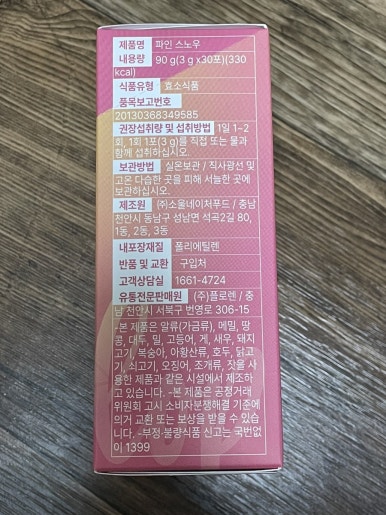 제품명 파인 스노우
내용량 90 g(3 g x30포)(330
kcal)
식품유형 효소식품
품목보고번호
20130368349585
권장섭취량 및 섭취방법 1일 1~2
회, 1회 1포(3 g)를 직접 또는 물과
함께 섭취하십시오.
보관방법 실온보관 / 직사광선 및
고온 다습한 곳을 피해 서늘한 곳에
보관하십시오.
제조원 ㈜소울네이처푸드 / 충남
천안시 동남구 성남면 석곡2길 80,
1동, 2동, 3동
내포장재질 폴리에틸렌
반품 및 교환 구입처
고객상담실 1661-4724
유통전문판매원 (주)플로렌 / 충
남 천안시 서북구 번영로 306-15
-본 제품은 알류(가금류), 메밀, 땅
콩, 대두, 밀, 고등어, 게, 새우, 돼지
고기, 복숭아, 아황산류, 호두, 닭고
기, 쇠고기, 오징어, 조개류, 잣을 사
용한 제품과 같은 시설에서 제조하
고 있습니다. -본 제품은 공정거래
위원회 고시 소비자분쟁해결 기준에
의거 교환 또는 보상을 받을 수 있습
니다. -부정·불량식품 신고는 국번없
이 1399